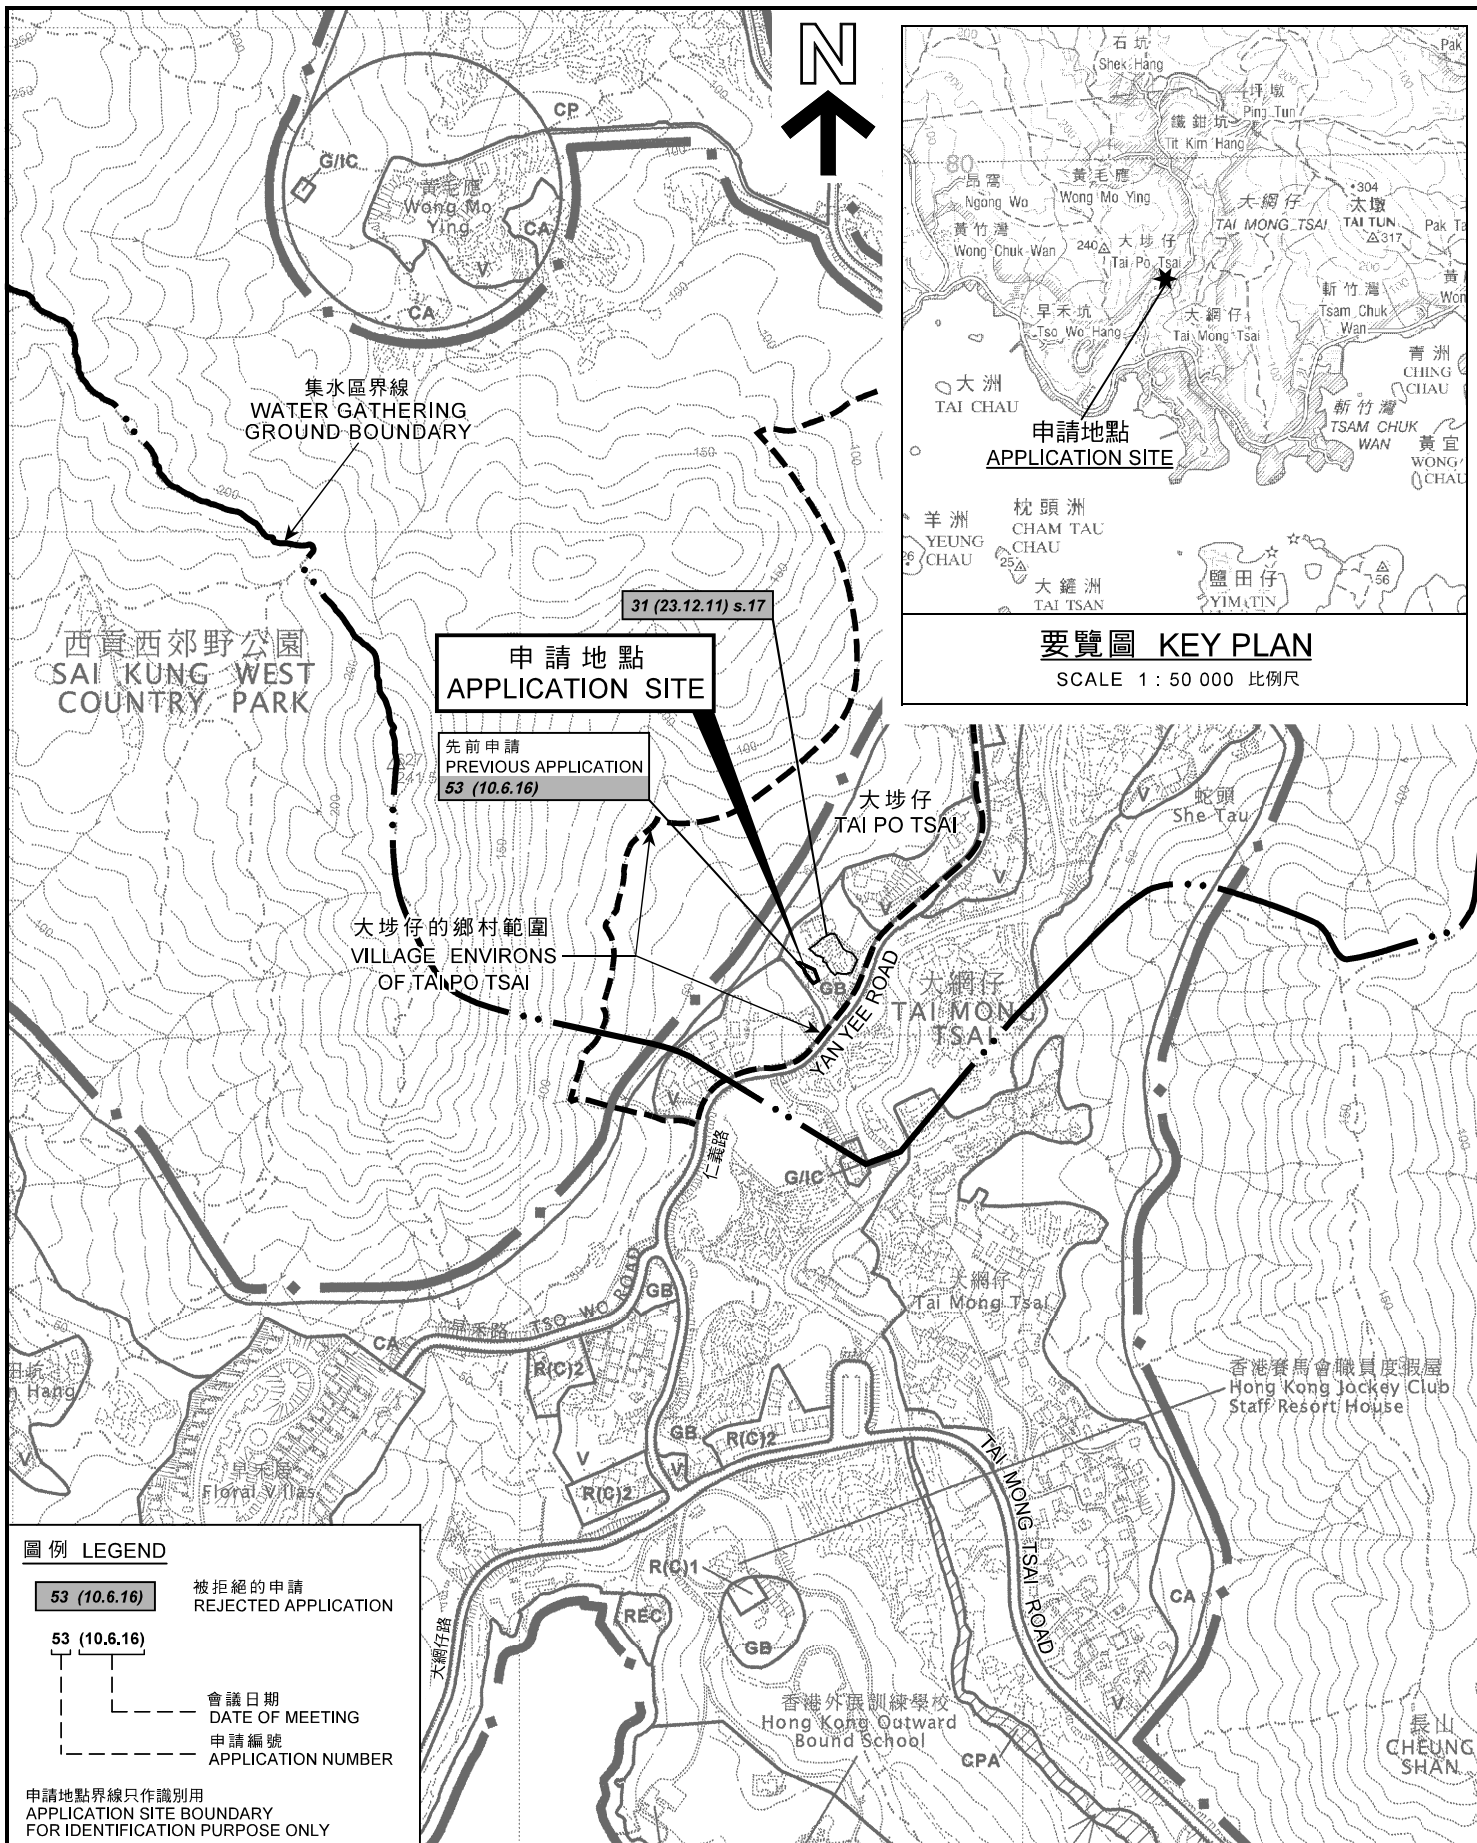 N
CP
G/IC
黃毛應
Wong Mo
Ying
CA
V
CA
集水區界線
WATER GATHERING
GROUND BOUNDARY
西貢西郊野公園
SAI KUNG WEST
COUNTRY PARK
31 (23.12.11) s.17
申請地點
APPLICATION SITE
先前申請
PREVIOUS APPLICATION
53 (10.6.16)
大埗仔
TAI PO TSAI
大埗仔的鄉村範圍
VILLAGE ENVIRONS
OF TAI PO TSAI
GB
YAN YEE ROAD
大網仔
TAI MONG
TSAI
V
V
V
V
蛇頭
She Tau
仁義路
G/IC
大網仔
Tai Mong Tsai
早禾路 TSO WO ROAD
CA
GB
R(C)2
GB
R(C)2
V
V
R(C)2
早禾居
Floral Villas
V
香港賽馬會職員度假屋
Hong Kong Jockey Club
Staff Resort House
TAI MONG TSAI ROAD
大網仔路
R(C)1
REC
GB
CA
V
香港外展訓練學校
Hong Kong Outward
Bound School
CPA
長山
CHEUNG
SHAN
石坑
Shek Hang
坪墩
Ping Tun
鐵鉗坑
Tit Kim Hang
80
昂窩
Ngong Wo
黃毛應
Wong Mo Ying
大網仔
TAI MONG TSAI
304
大墩
TAI TUN
317
黃竹灣
Wong Chuk Wan
240
大埗仔
Tai Po Tsai
早禾坑
Tso Wo Hang
大網仔
Tai Mong Tsai
斬竹灣
Tsam Chuk
Wan
大洲
TAI CHAU
青洲
CHING
CHAU
斬竹灣
TSAM CHUK
WAN
黃宜
WONG
CHAU
申請地點
APPLICATION SITE
羊洲
YEUNG
CHAU
枕頭洲
CHAM TAU
CHAU
25
大鏟洲
TAI TSAN
鹽田仔
YIM TIN
56
要覽圖 KEY PLAN
SCALE 1 : 50 000 比例尺
圖例 LEGEND
53 (10.6.16)
被拒絕的申請
REJECTED APPLICATION
53 (10.6.16)
會議日期
DATE OF MEETING
申請編號
APPLICATION NUMBER
申請地點界線只作識別用
APPLICATION SITE BOUNDARY
FOR IDENTIFICATION PURPOSE ONLY